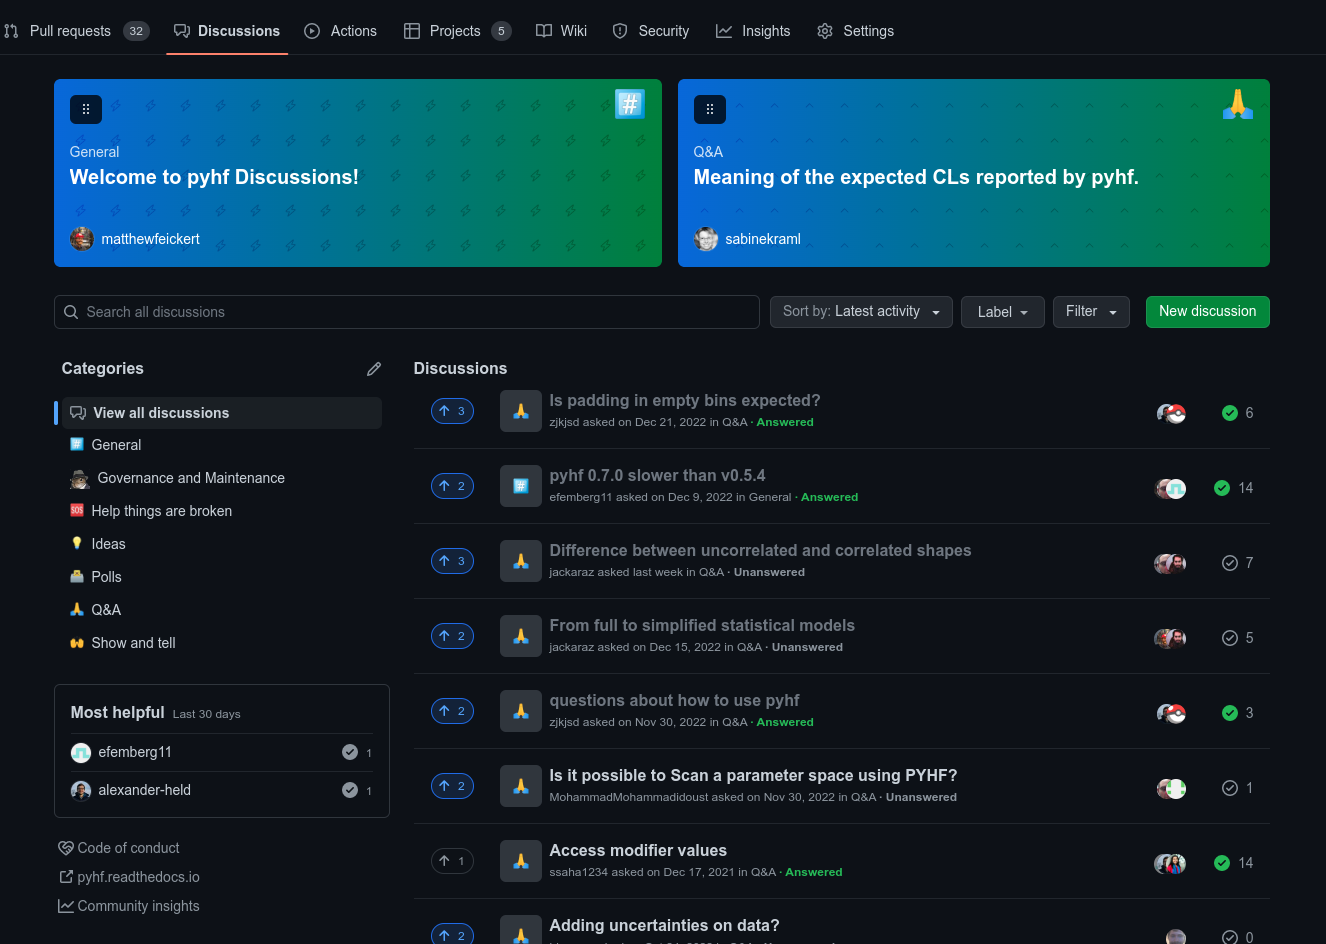 Pull requests 32 Discussions Actions Projects 5 Wiki Security Insights Settings
General
Welcome to pyhf Discussions!
matthewfeickert
Q&A
Meaning of the expected CLs reported by pyhf.
sabinekraml
Search all discussions
Sort by: Latest activity
Label
Filter
New discussion
Categories
View all discussions
General
Governance and Maintenance
Help things are broken
Ideas
Polls
Q&A
Show and tell
Most helpful Last 30 days
efemberg11 1
alexander-held 1
Code of conduct
pyhf.readthedocs.io
Community insights
Discussions
3 Is padding in empty bins expected? 6
zjkjsd asked on Dec 21, 2022 in Q&A · Answered
2 pyhf 0.7.0 slower than v0.5.4 14
efemberg11 asked on Dec 9, 2022 in General · Answered
3 Difference between uncorrelated and correlated shapes 7
jackaraz asked last week in Q&A · Unanswered
2 From full to simplified statistical models 5
jackaraz asked on Dec 15, 2022 in Q&A · Unanswered
2 questions about how to use pyhf 3
zjkjsd asked on Nov 30, 2022 in Q&A · Answered
2 Is it possible to Scan a parameter space using PYHF? 1
MohammadMohammadidoust asked on Nov 30, 2022 in Q&A · Unanswered
1 Access modifier values 14
ssaha1234 asked on Dec 17, 2021 in Q&A · Answered
2 Adding uncertainties on data? 0